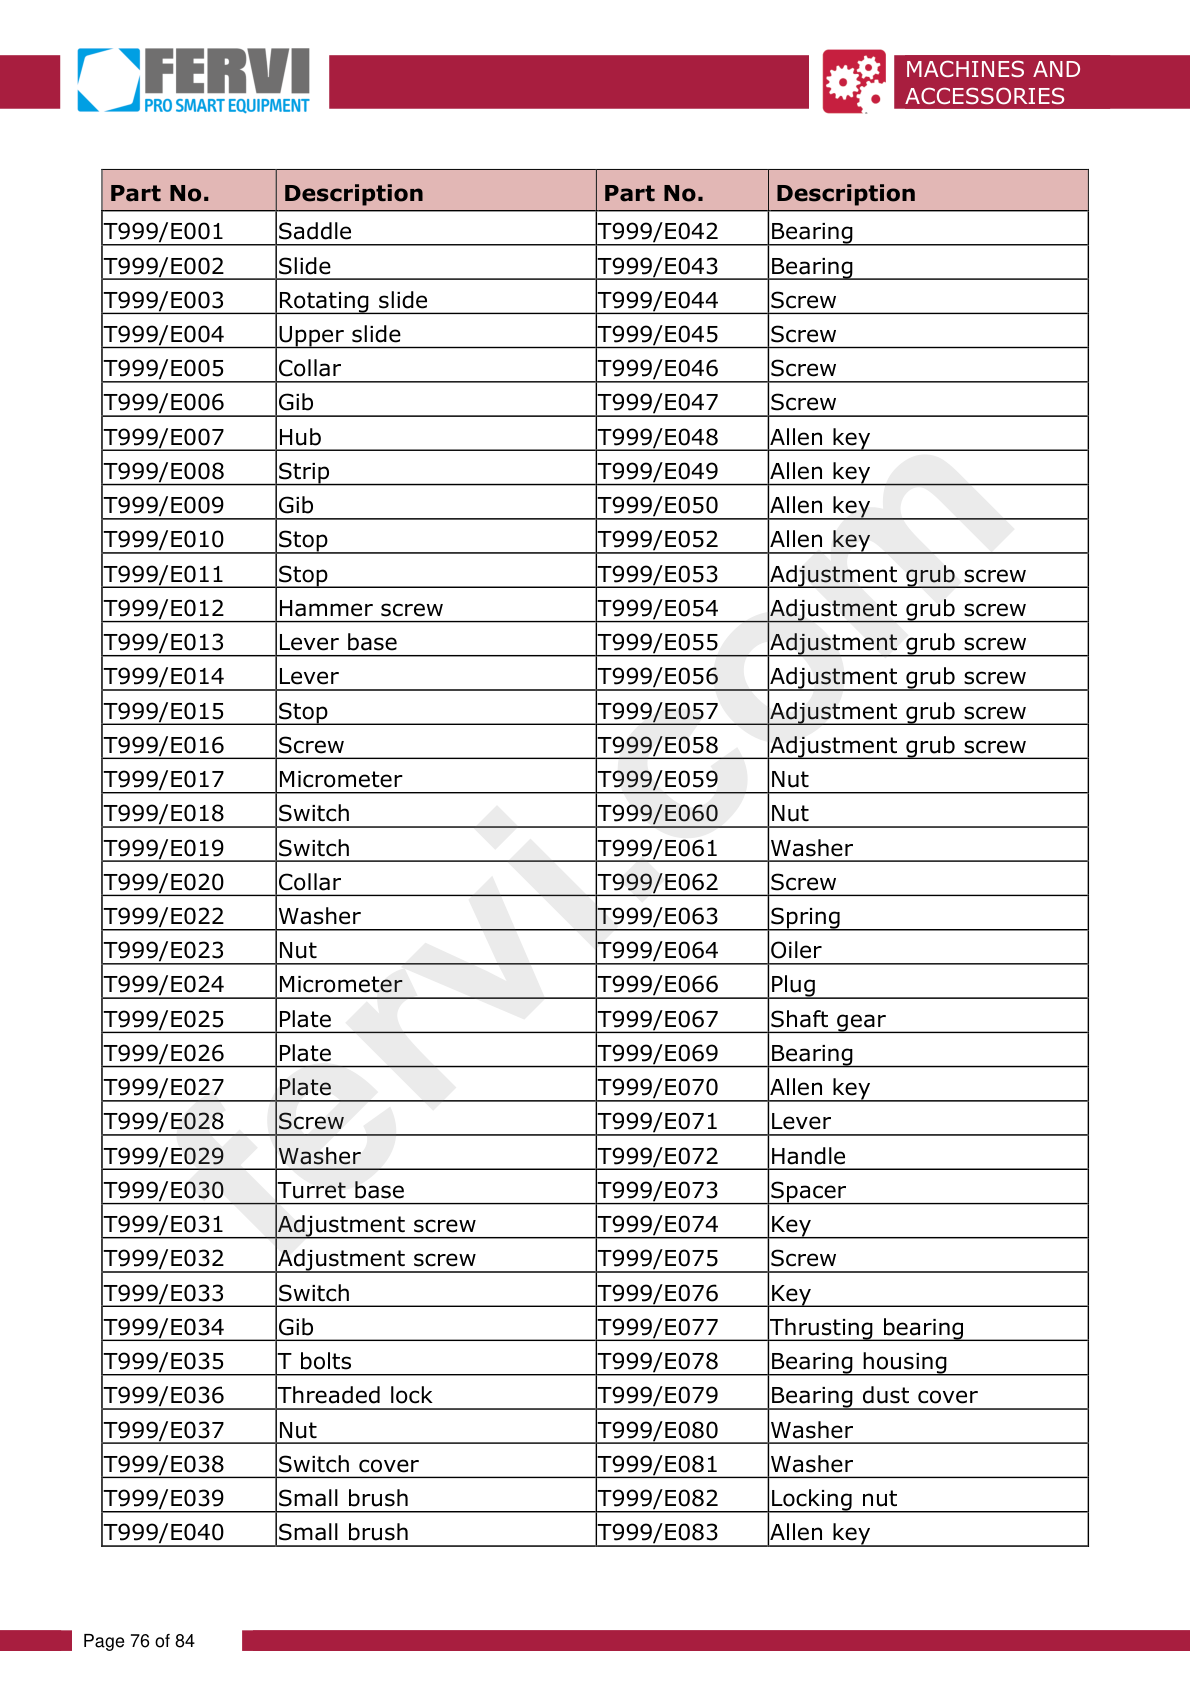 FERVI
PRO SMART EQUIPMENT
MACHINES AND
ACCESSORIES
Part No. Description Part No. Description
T999/E001 Saddle T999/E042 Bearing
T999/E002 Slide T999/E043 Bearing
T999/E003 Rotating slide T999/E044 Screw
T999/E004 Upper slide T999/E045 Screw
T999/E005 Collar T999/E046 Screw
T999/E006 Gib T999/E047 Screw
T999/E007 Hub T999/E048 Allen key
T999/E008 Strip T999/E049 Allen key
T999/E009 Gib T999/E050 Allen key
T999/E010 Stop T999/E052 Allen key
T999/E011 Stop T999/E053 Adjustment grub screw
T999/E012 Hammer screw T999/E054 Adjustment grub screw
T999/E013 Lever base T999/E055 Adjustment grub screw
T999/E014 Lever T999/E056 Adjustment grub screw
T999/E015 Stop T999/E057 Adjustment grub screw
T999/E016 Screw T999/E058 Adjustment grub screw
T999/E017 Micrometer T999/E059 Nut
T999/E018 Switch T999/E060 Nut
T999/E019 Switch T999/E061 Washer
T999/E020 Collar T999/E062 Screw
T999/E022 Washer T999/E063 Spring
T999/E023 Nut T999/E064 Oiler
T999/E024 Micrometer T999/E066 Plug
T999/E025 Plate T999/E067 Shaft gear
T999/E026 Plate T999/E069 Bearing
T999/E027 Plate T999/E070 Allen key
T999/E028 Screw T999/E071 Lever
T999/E029 Washer T999/E072 Handle
T999/E030 Turret base T999/E073 Spacer
T999/E031 Adjustment screw T999/E074 Key
T999/E032 Adjustment screw T999/E075 Screw
T999/E033 Switch T999/E076 Key
T999/E034 Gib T999/E077 Thrusting bearing
T999/E035 T bolts T999/E078 Bearing housing
T999/E036 Threaded lock T999/E079 Bearing dust cover
T999/E037 Nut T999/E080 Washer
T999/E038 Switch cover T999/E081 Washer
T999/E039 Small brush T999/E082 Locking nut
T999/E040 Small brush T999/E083 Allen key
fervi.com
Page 76 of 84